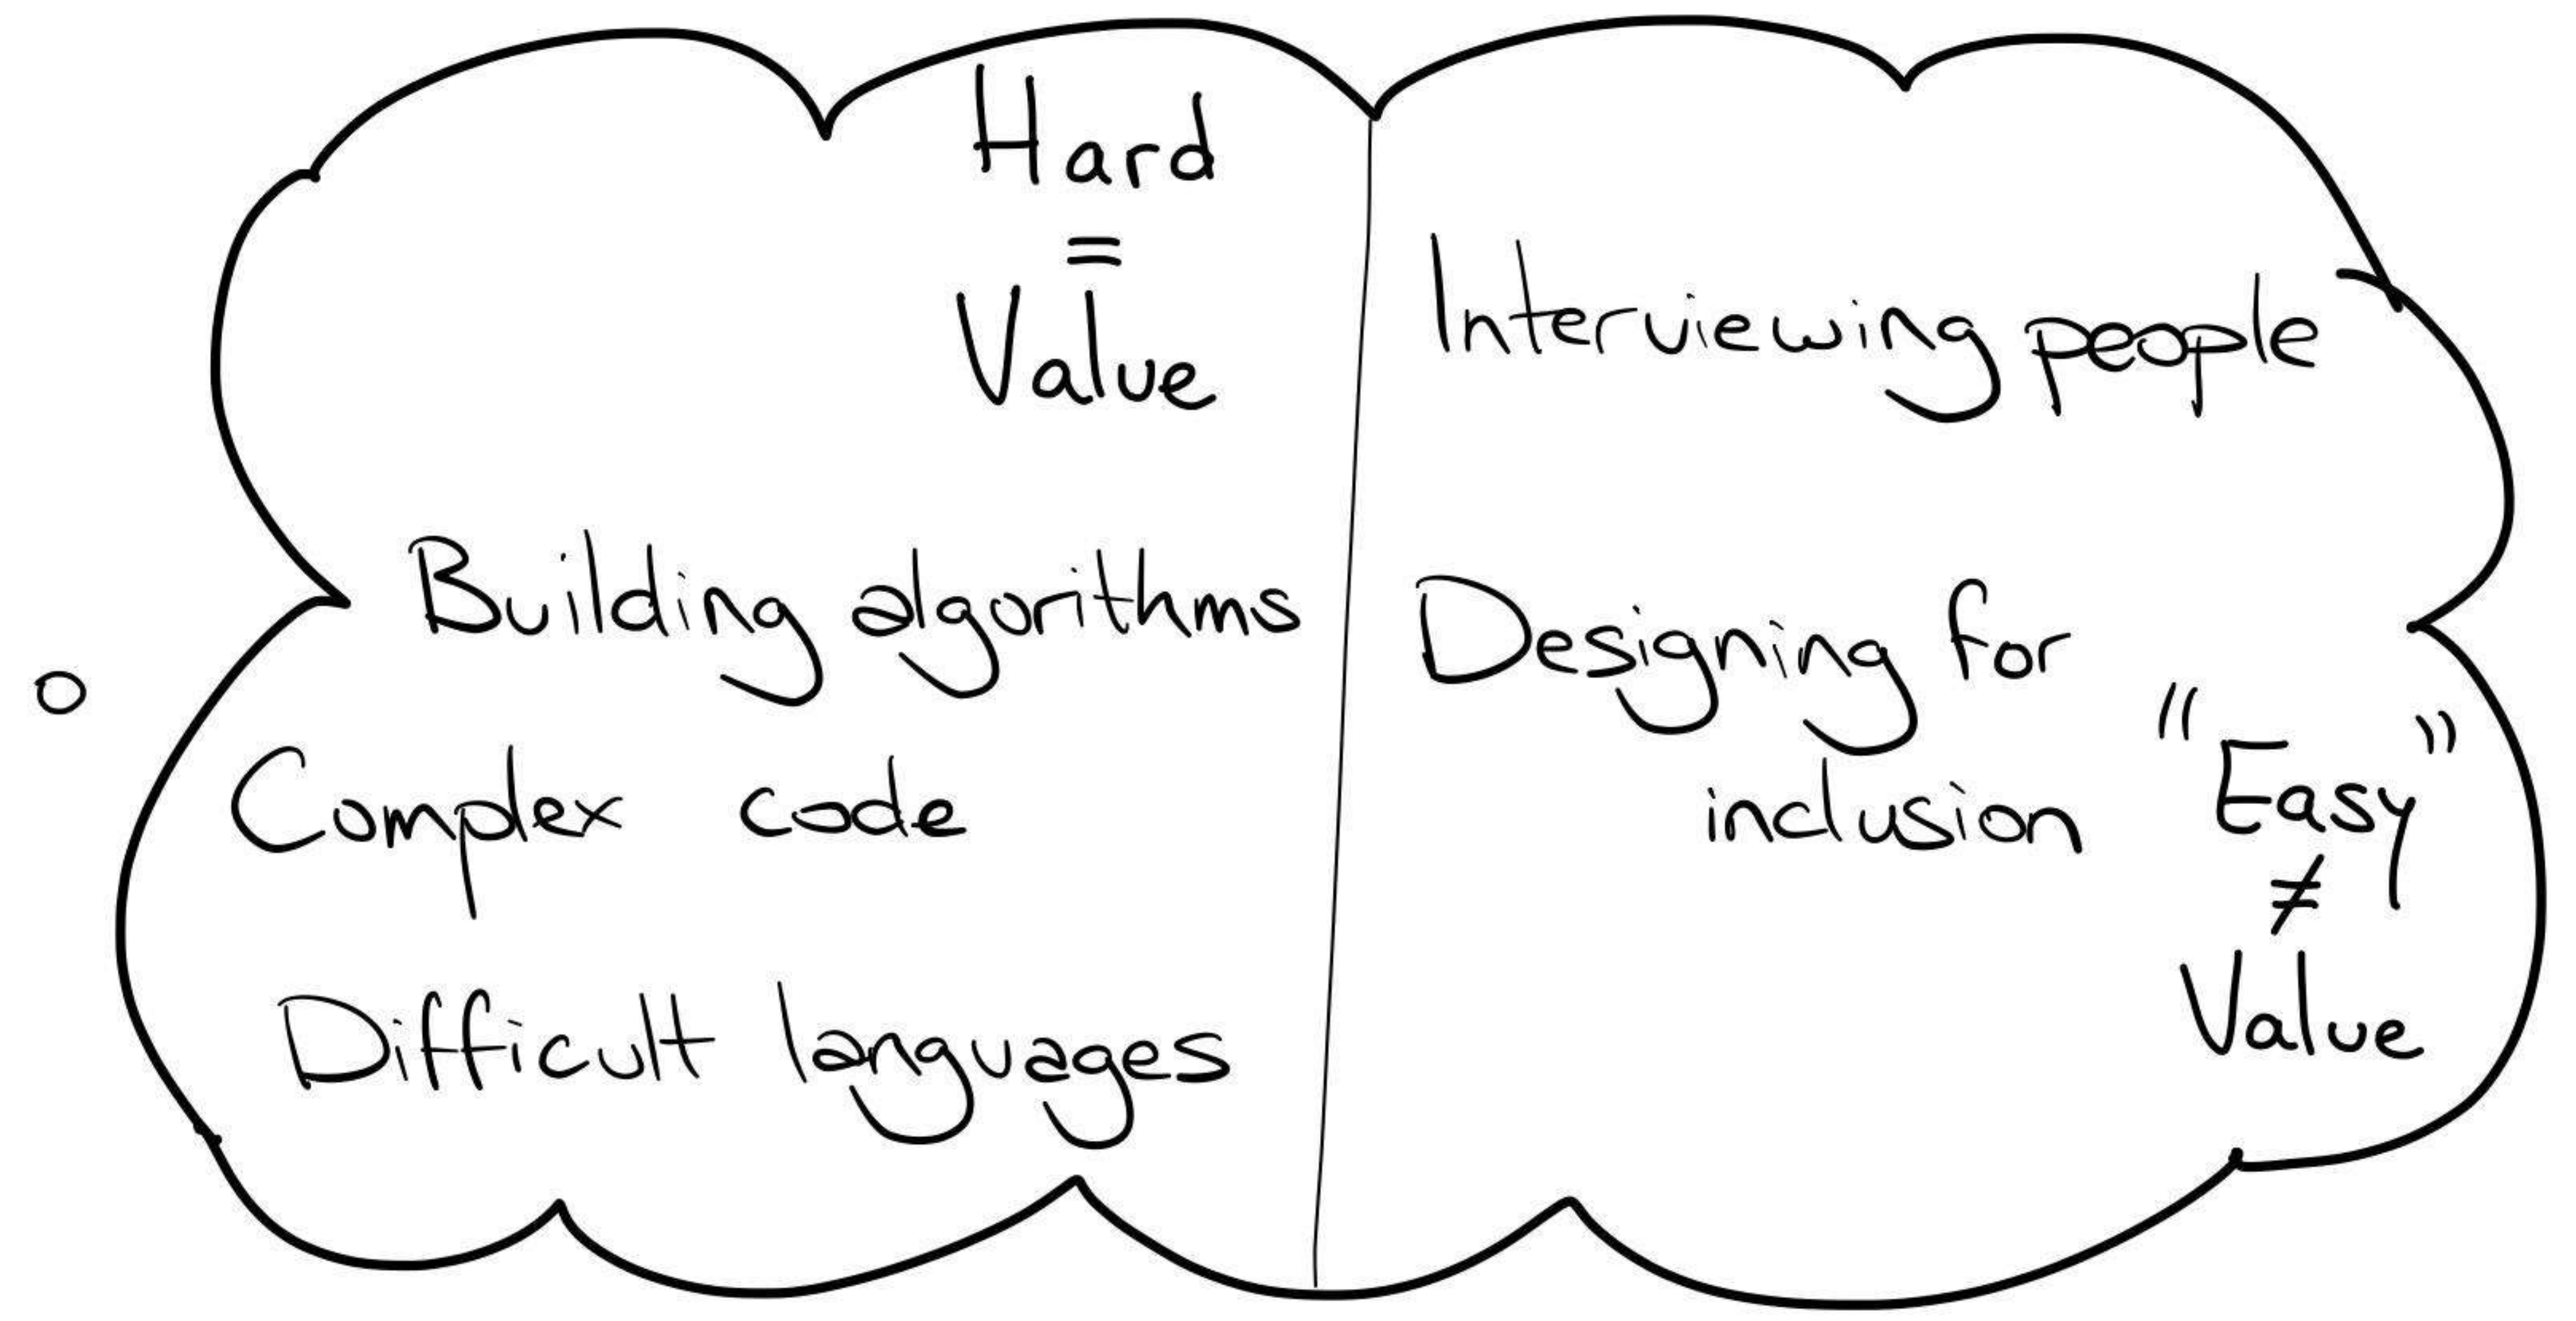 Hard
=
Value
Building algorithms
Complex code
Difficult languages
Interviewing people
Designing for
inclusion
"Easy"
≠
Value